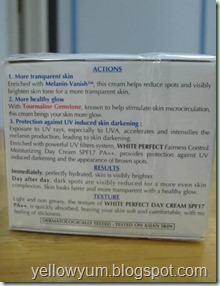 ACTIONS
1. More transparent skin
Enriched with Melanin-Vanish™, this cream helps reduce spots and visibly
brighten skin tone for a more transparent skin.
2. More healthy glow
With Tourmaline Gemstone, known to help stimulate skin microcirculation,
this cream brings your skin more glow.
3. Protection against UV induced skin darkening :
Exposure to UV rays, especially to UVA, accelerates and intensifies the
melanin production, leading to skin darkening.
Enriched with powerful UV filters system, WHITE PERFECT Fairness Control
Moisturizing Day Cream SPF17 PA++, provides protection against UV
induced darkening and the appearance of brown spots.
RESULTS
Immediately, perfectly hydrated, skin is visibly brighter.
Day after day, dark spots are visibly reduced for a more even skin
complexion. Skin looks fairer and more transparent with a healthy glow.
TEXTURE
Light and non greasy, the texture of WHITE PERFECT DAY CREAM SPF17
PA++, is quickly absorbed, leaving your skin soft and comfortable, with no
feeling of stickiness.
DERMATOLOGICALLY TESTED - TESTED ON ASIAN SKIN
yellowyum.blogspot.com